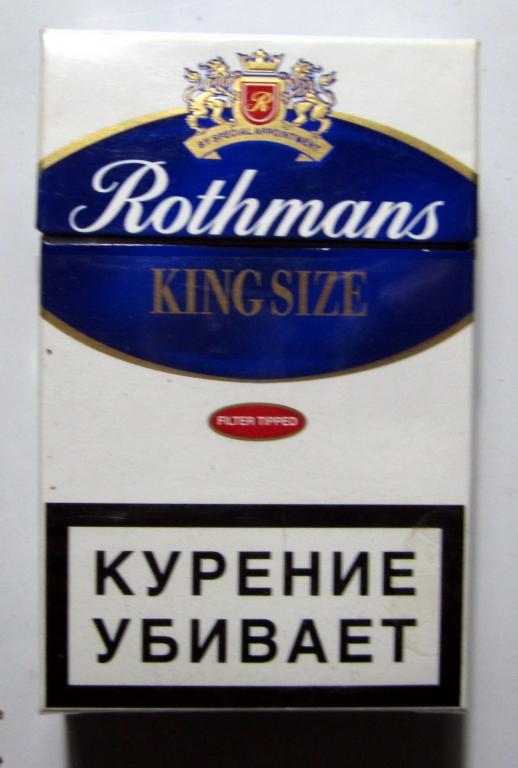 R
BY SPECIAL APPOINTMENT
Rothmans
KING SIZE
FILTER TIPPED
КУРЕНИЕ
УБИВАЕТ